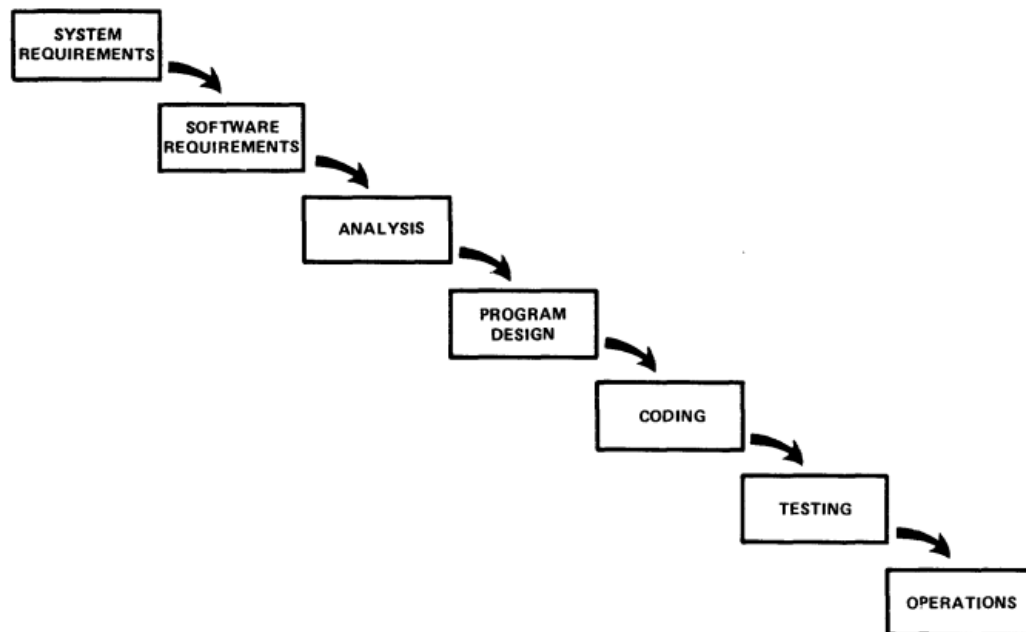 SYSTEM
REQUIREMENTS
SOFTWARE
REQUIREMENTS
ANALYSIS
PROGRAM
DESIGN
CODING
TESTING
OPERATIONS